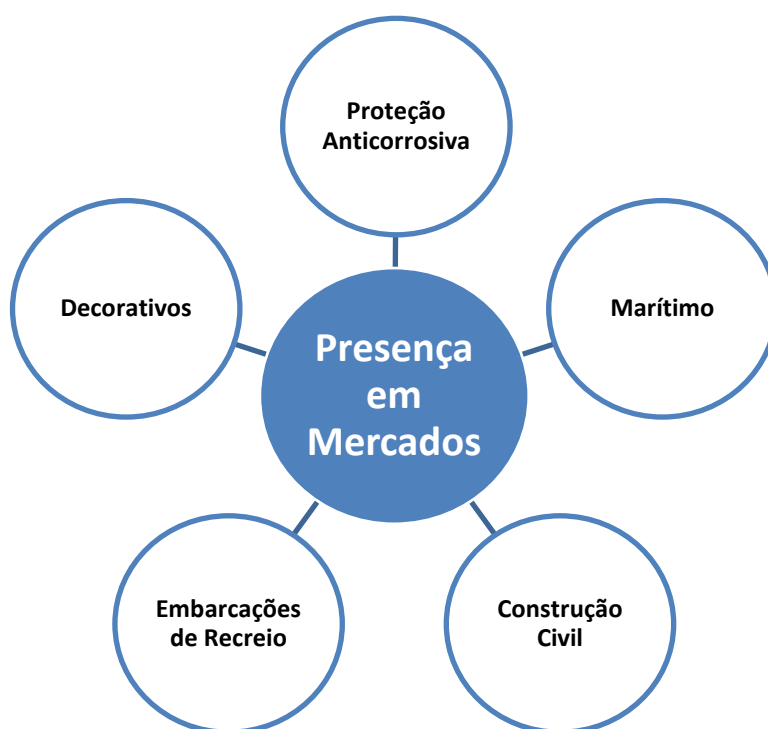 Proteção
Anticorrosiva
Decorativos
Marítimo
Presença
em
Mercados
Embarcações
de Recreio
Construção
Civil